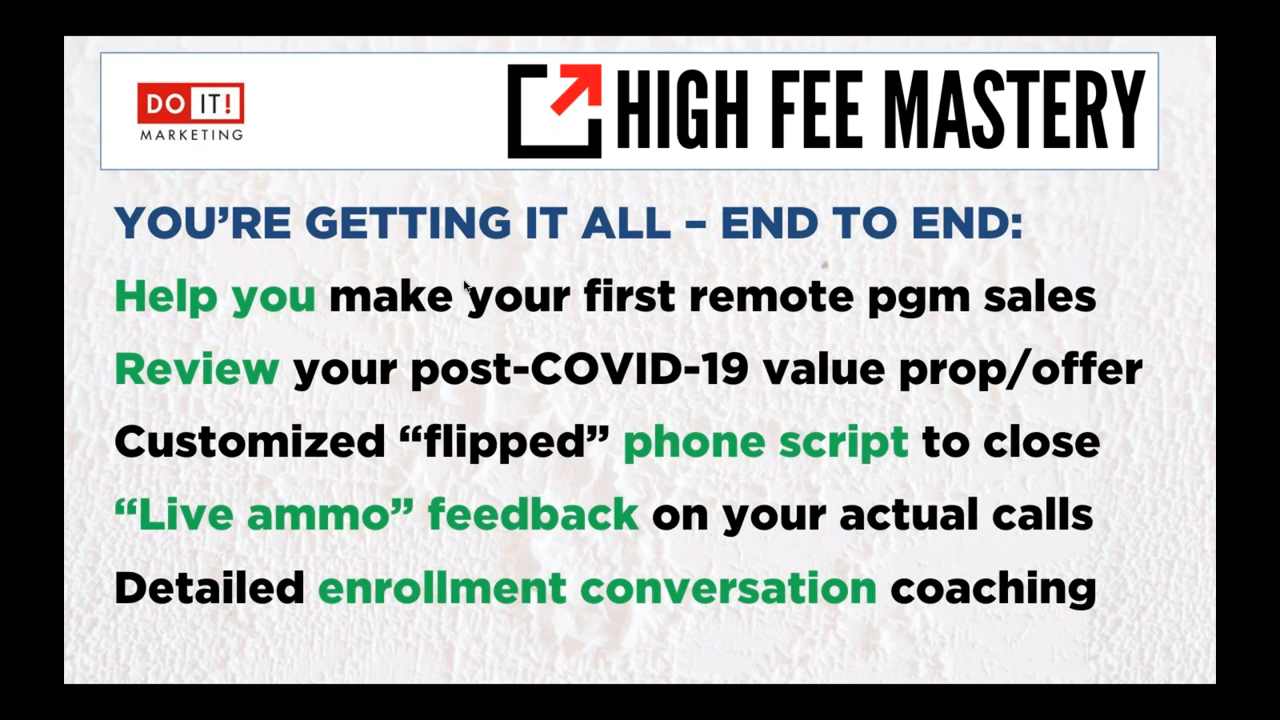 DO IT!
MARKETING
HIGH FEE MASTERY
YOU’RE GETTING IT ALL – END TO END:
Help you make your first remote pgm sales
Review your post-COVID-19 value prop/offer
Customized “flipped” phone script to close
“Live ammo” feedback on your actual calls
Detailed enrollment conversation coaching